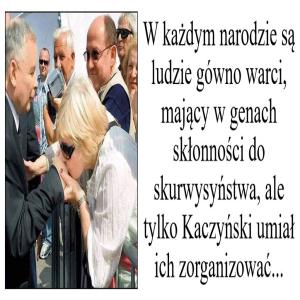 W każdym narodzie są
ludzie gówno warci,
mający w genach
skłonności do
skurwysyństwa, ale
tylko Kaczyński umiał
ich zorganizować...